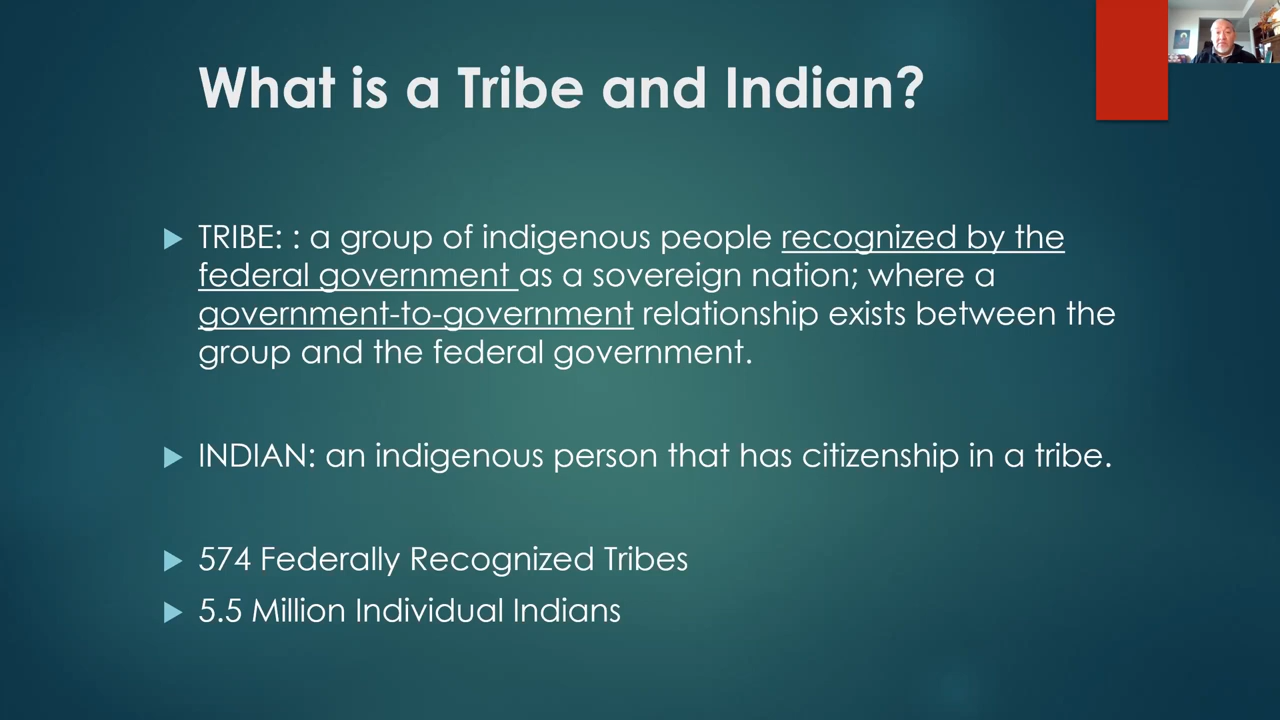 What is a Tribe and Indian?
TRIBE: : a group of indigenous people recognized by the
federal government as a sovereign nation; where a
government-to-government relationship exists between the
group and the federal government.
INDIAN: an indigenous person that has citizenship in a tribe.
574 Federally Recognized Tribes
5.5 Million Individual Indians